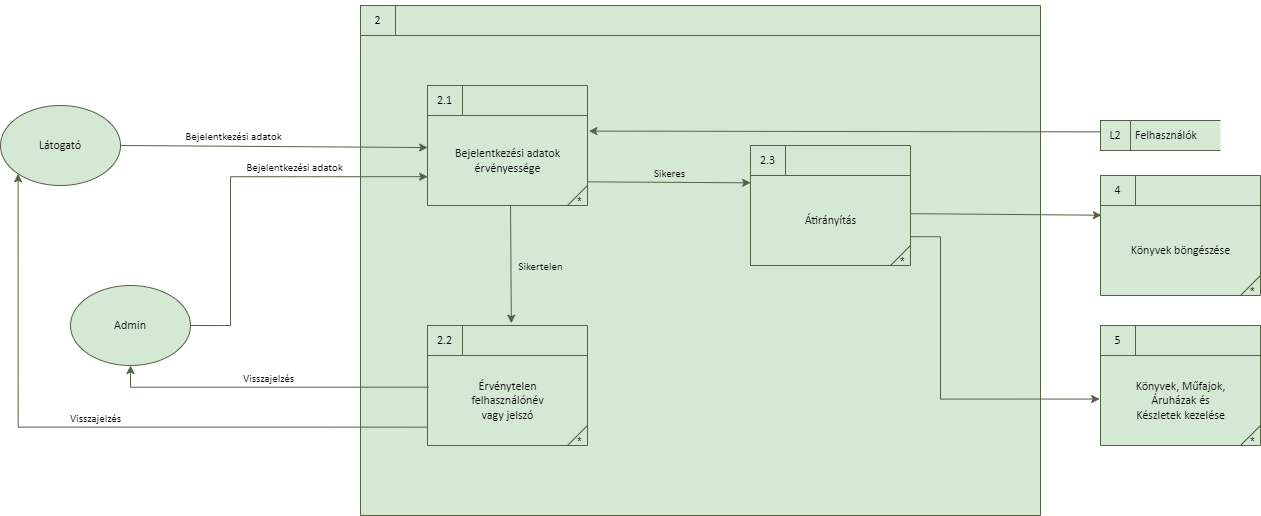 2
2.1
Bejelentkezési adatok
érvényessége
*
Látogató
Bejelentkezési adatok
Bejelentkezési adatok
L2
Felhasználók
Sikeres
2.3
Átirányítás
*
4
Könyvek böngészése
*
Sikertelen
Admin
2.2
Érvénytelen
felhasználónév
vagy jelszó
*
Visszajelzés
Visszajelzés
5
Könyvek, Műfajok,
Áruházak és
Készletek kezelése
*